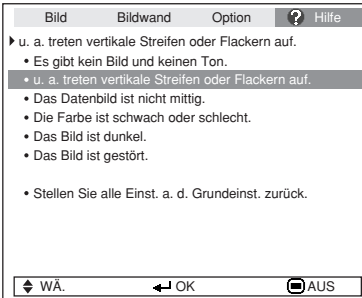 Bild Bildwand Option ? Hilfe
u. a. treten vertikale Streifen oder Flackern auf.
• Es gibt kein Bild und keinen Ton.
• u. a. treten vertikale Streifen oder Flackern auf.
• Das Datenbild ist nicht mittig.
• Die Farbe ist schwach oder schlecht.
• Das Bild ist dunkel.
• Das Bild ist gestört.
• Stellen Sie alle Einst. a. d. Grundeinst. zurück.
WÄ. OK AUS